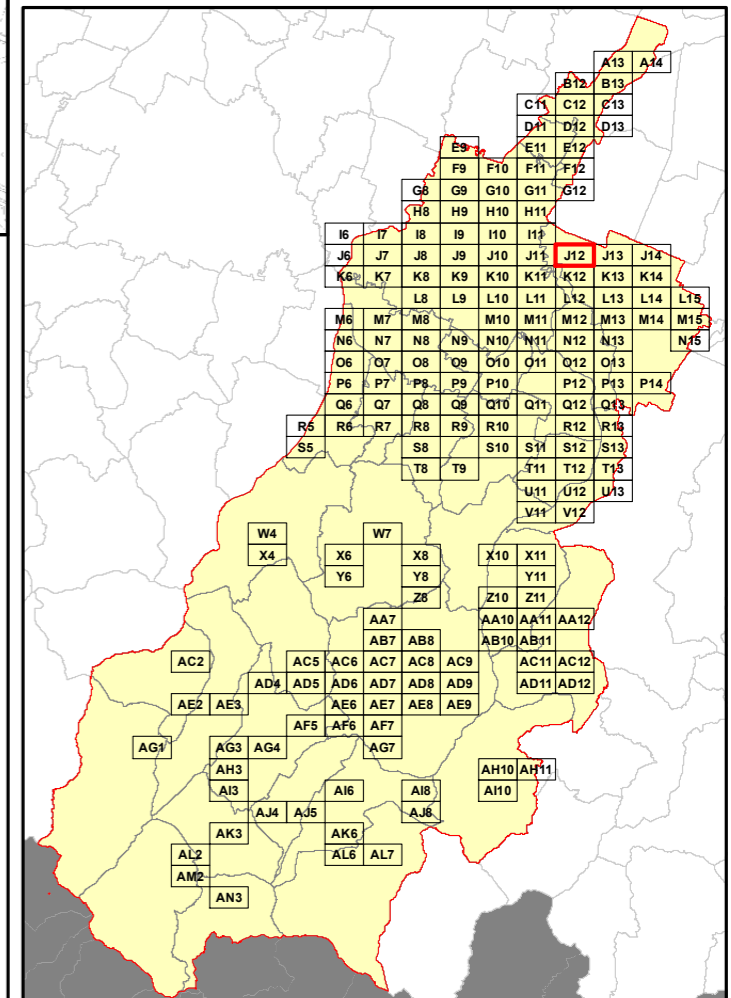 A13 A14
B12 B13
C11 C12 C13
D11 D12 D13
E9 E11 E12
F9 F10 F11 F12
G8 G9 G10 G11 G12
H8 H9 H10 H11
I6 I7 I8 I9 I10 I11
J6 J7 J8 J9 J10 J11 J12 J13 J14
K6 K7 K8 K9 K10 K11 K12 K13 K14
L8 L9 L10 L11 L12 L13 L14 L15
M6 M7 M8 M10 M11 M12 M13 M14 M15
N6 N7 N8 N9 N10 N11 N12 N13 N15
O6 O7 O8 O9 O10 O11 O12 O13
P6 P7 P8 P9 P10 P12 P13 P14
Q6 Q7 Q8 Q9 Q10 Q11 Q12 Q13
R5 R6 R7 R8 R9 R10 R12 R13
S5 S8 S10 S11 S12 S13
T8 T9 T11 T12 T13
U11 U12 U13
V11 V12
W4 W7
X4 X6 X8 X10 X11
Y6 Y8 Y11
Z8 Z10 Z11
AA7 AA10 AA11 AA12
AB7 AB8 AB10 AB11
AC2 AC5 AC6 AC7 AC8 AC9 AC11 AC12
AD4 AD5 AD6 AD7 AD8 AD9 AD11 AD12
AE2 AE3 AE6 AE7 AE8 AE9
AF5 AF6 AF7
AG1 AG3 AG4 AG7
AH3 AH10 AH11
AI3 AI6 AI8 AI10
AJ4 AJ5 AJ8
AK3 AK6
AL2 AL6 AL7
AM2
AN3